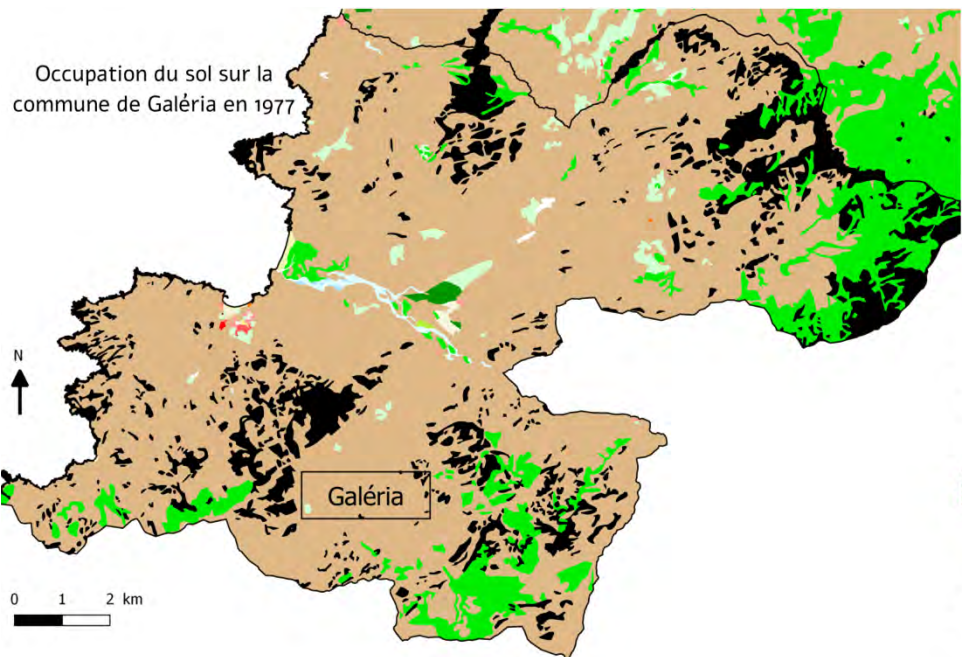 Occupation du sol sur la
commune de Galéria en 1977
N
Galéria
0 1 2 km